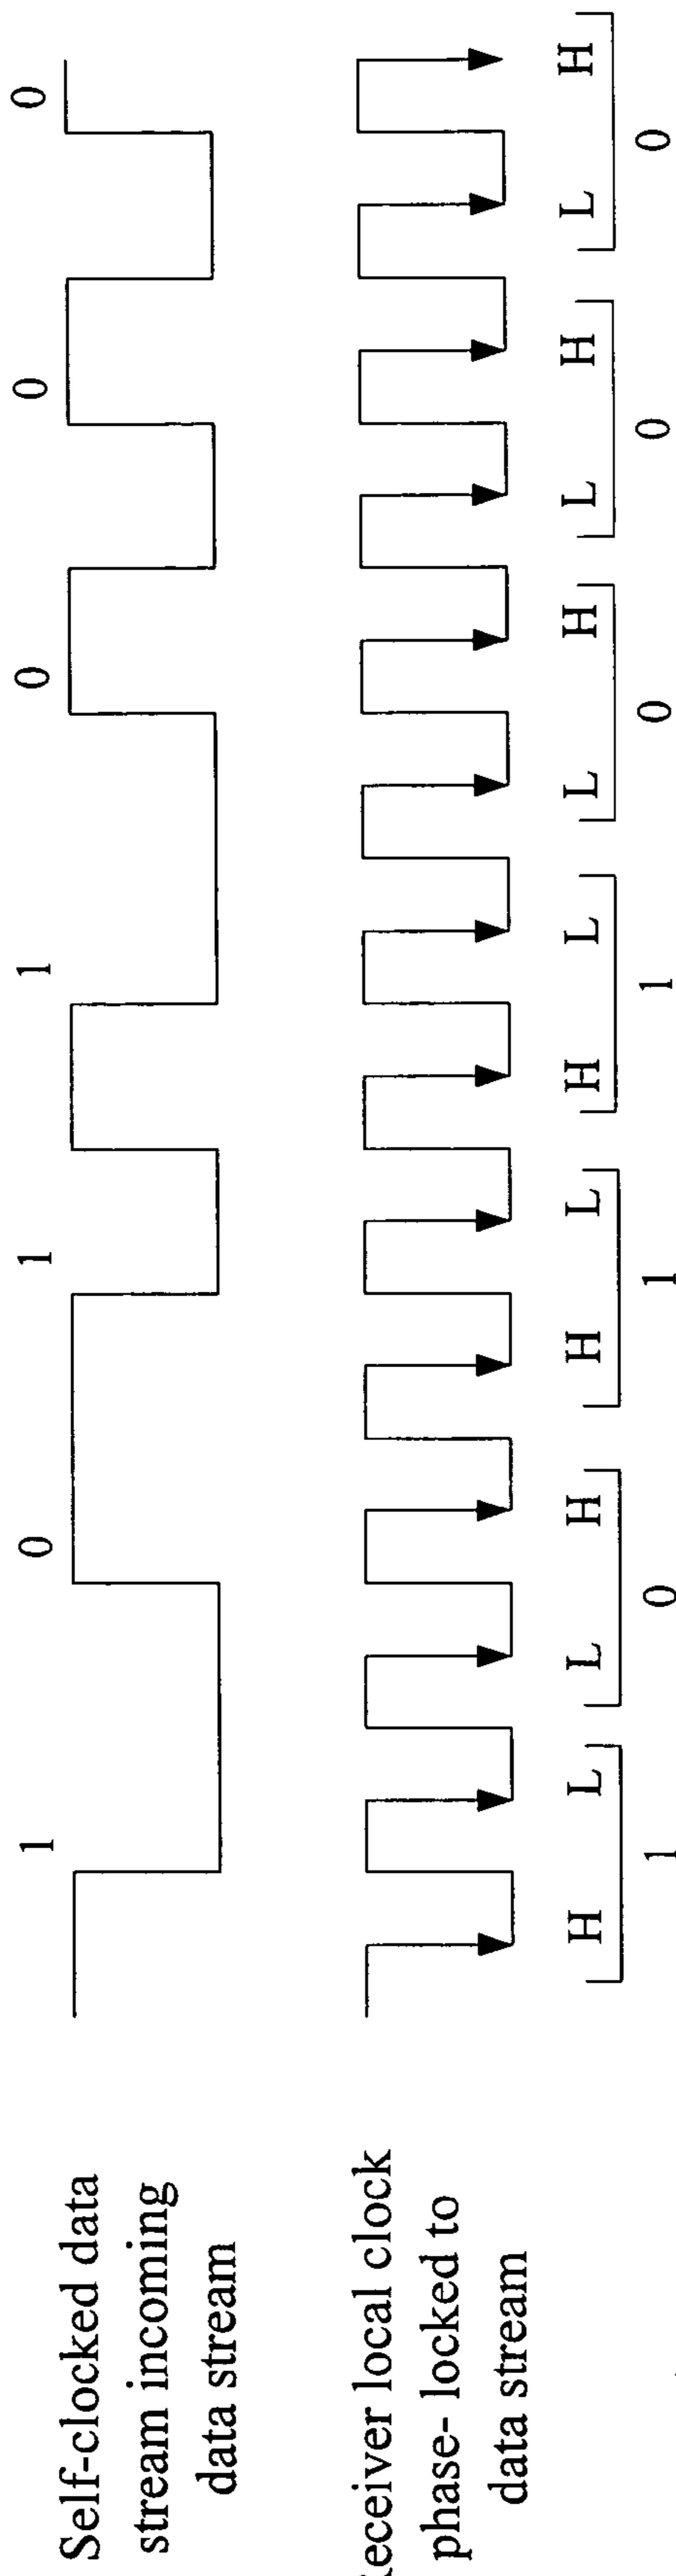 1 0 1 1 0 0 0
Self-clocked data
stream incoming
data stream
eceiver local clock
phase- locked to
data stream
H L L H H L H L L H L H L H
1 0 1 1 0 0 0